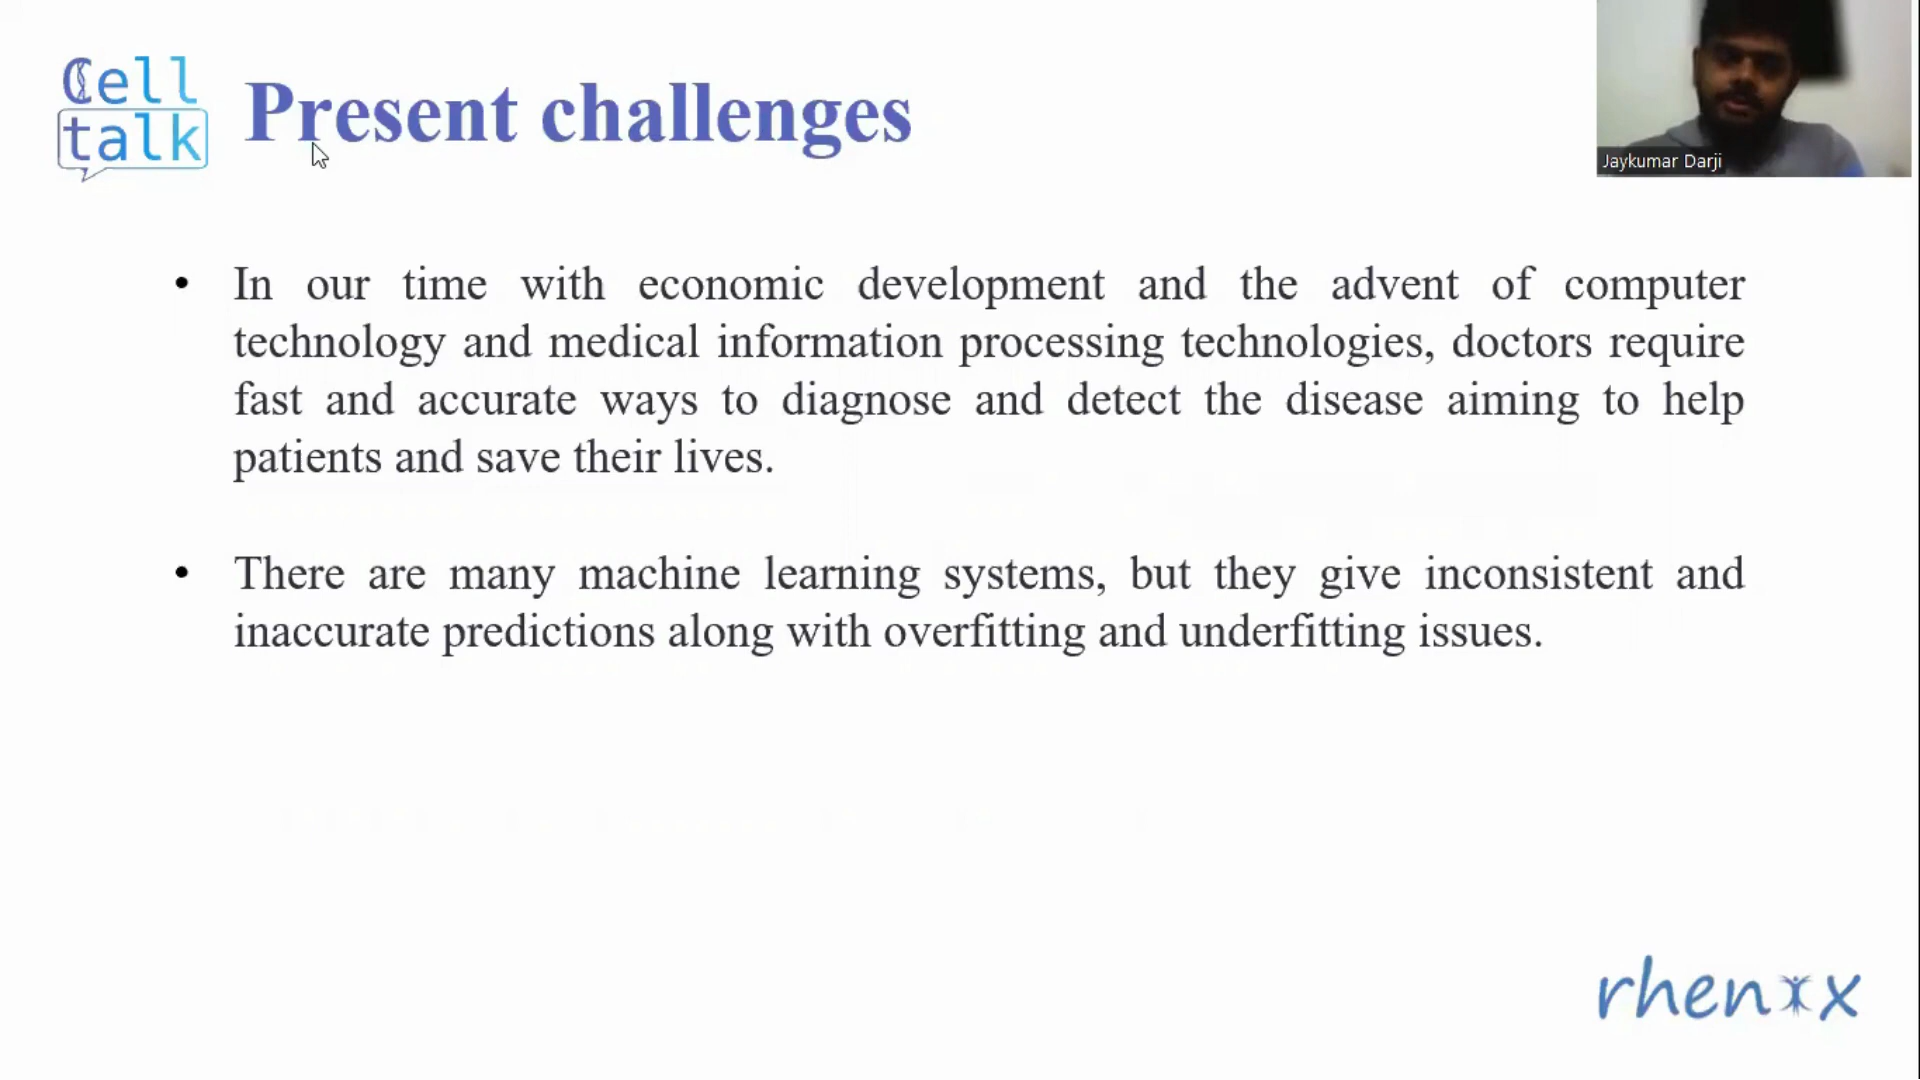 Cell
talk
Present challenges
Jaykumar Darji
• In our time with economic development and the advent of computer
technology and medical information processing technologies, doctors require
fast and accurate ways to diagnose and detect the disease aiming to help
patients and save their lives.
• There are many machine learning systems, but they give inconsistent and
inaccurate predictions along with overfitting and underfitting issues.
rhenix